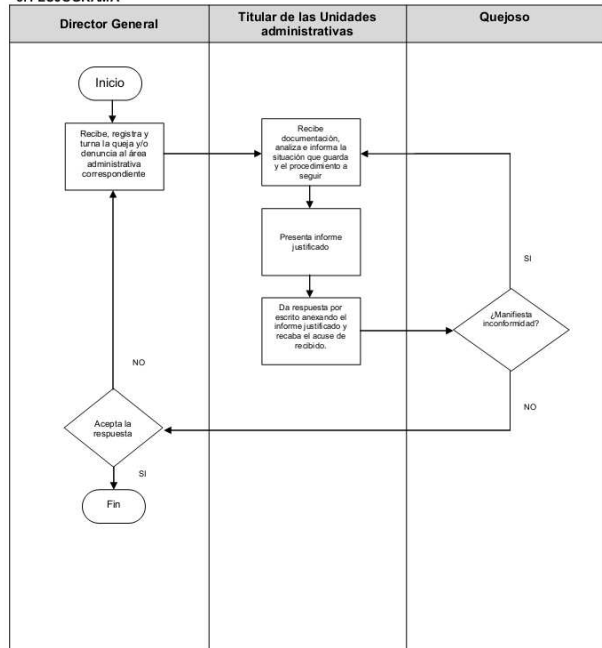 Director General
Titular de las Unidades
administrativas
Quejoso
Inicio
Recibe, registra y
turna la queja y/o
denuncia al área
administrativa
correspondiente
Recibe
documentación,
analiza e informa la
situación que guarda
y el procedimiento a
seguir
Presenta informe
justificado
SI
Da respuesta por
escrito anexando el
informe justificado y
recaba el acuse de
recibido.
¿Manifiesta
inconformidad?
NO
NO
Acepta la
respuesta
SI
Fin